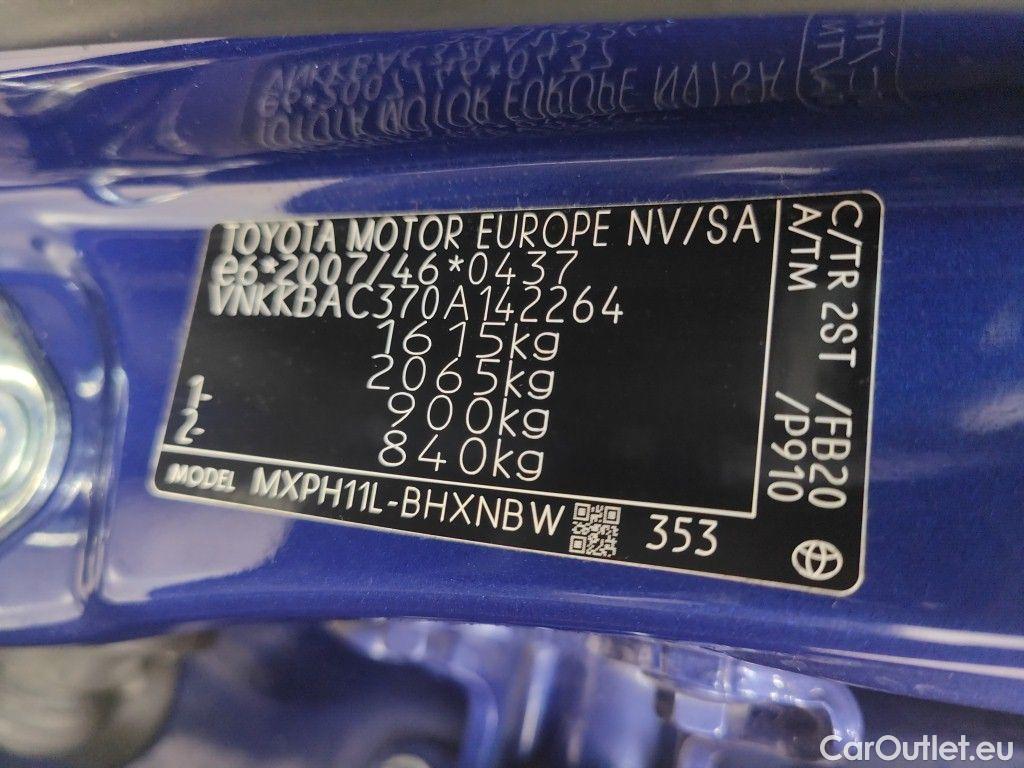 TOYOTA MOTOR EUROPE NV/SA
e6*2007/46*0437
VNKKBAC370A142264
1615kg
2065kg
1- 900kg
2- 840kg
MODEL MXPH11L-BHXNBW 353
C/TR 2ST /FB20
A/TM /P910
CarOutlet.eu